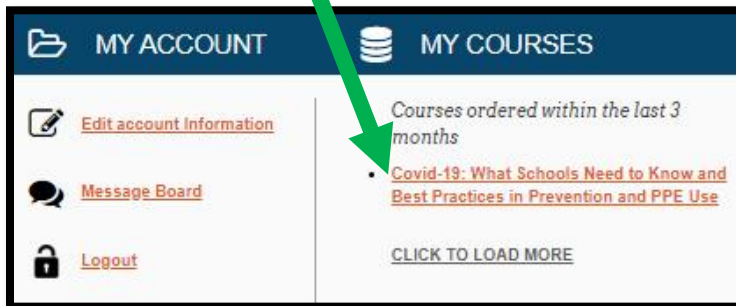 MY ACCOUNT
Edit account Information
Message Board
Logout
MY COURSES
Courses ordered within the last 3
months
Covid-19: What Schools Need to Know and
Best Practices in Prevention and PPE Use
CLICK TO LOAD MORE